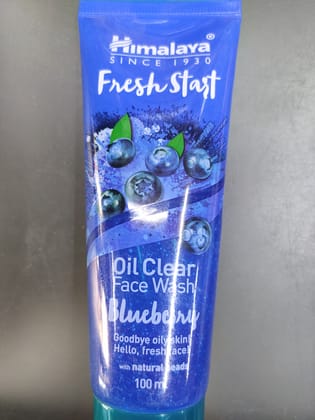 Himalaya®
SINCE 1930
Fresh Start
Oil Clear
Face Wash
Blueberry
Goodbye oily skin!
Hello, fresh face!
with natural beads
100 ml